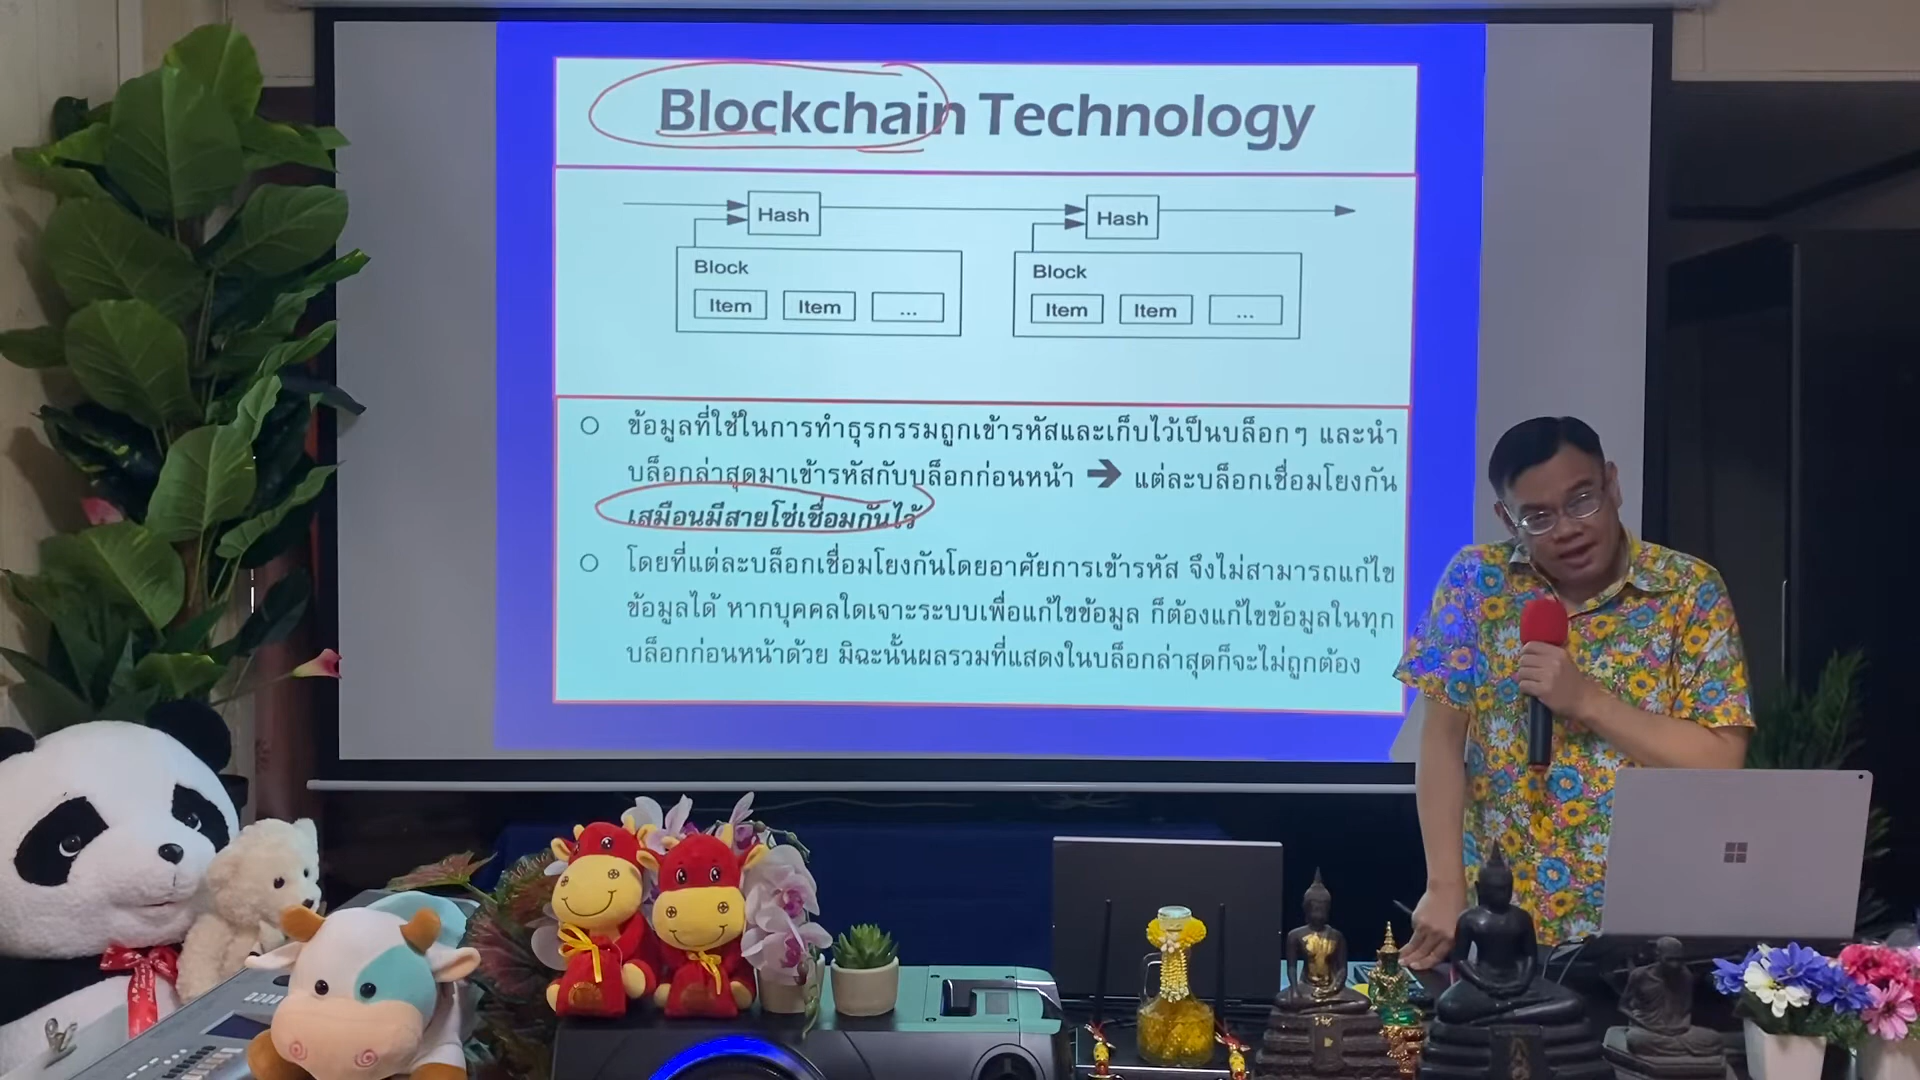 Blockchain Technology
Hash
Hash
Block
Block
Item Item ...
Item Item ...
ข้อมูลที่ใช้ในการทำธุรกรรมถูกเข้ารหัสและเก็บไว้เป็นบล็อกๆ และนำ
บล็อกล่าสุดมาเข้ารหัสกับบล็อกก่อนหน้า ➔ แต่ละบล็อกเชื่อมโยงกัน
เสมือนมีสายโซ่เชื่อมกันไว้
โดยที่แต่ละบล็อกเชื่อมโยงกันโดยอาศัยการเข้ารหัส จึงไม่สามารถแก้ไข
ข้อมูลได้ หากบุคคลใดเจาะระบบเพื่อแก้ไขข้อมูล ก็ต้องแก้ไขข้อมูลในทุก
บล็อกก่อนหน้าด้วย มิฉะนั้นผลรวมที่แสดงในบล็อกล่าสุดก็จะไม่ถูกต้อง